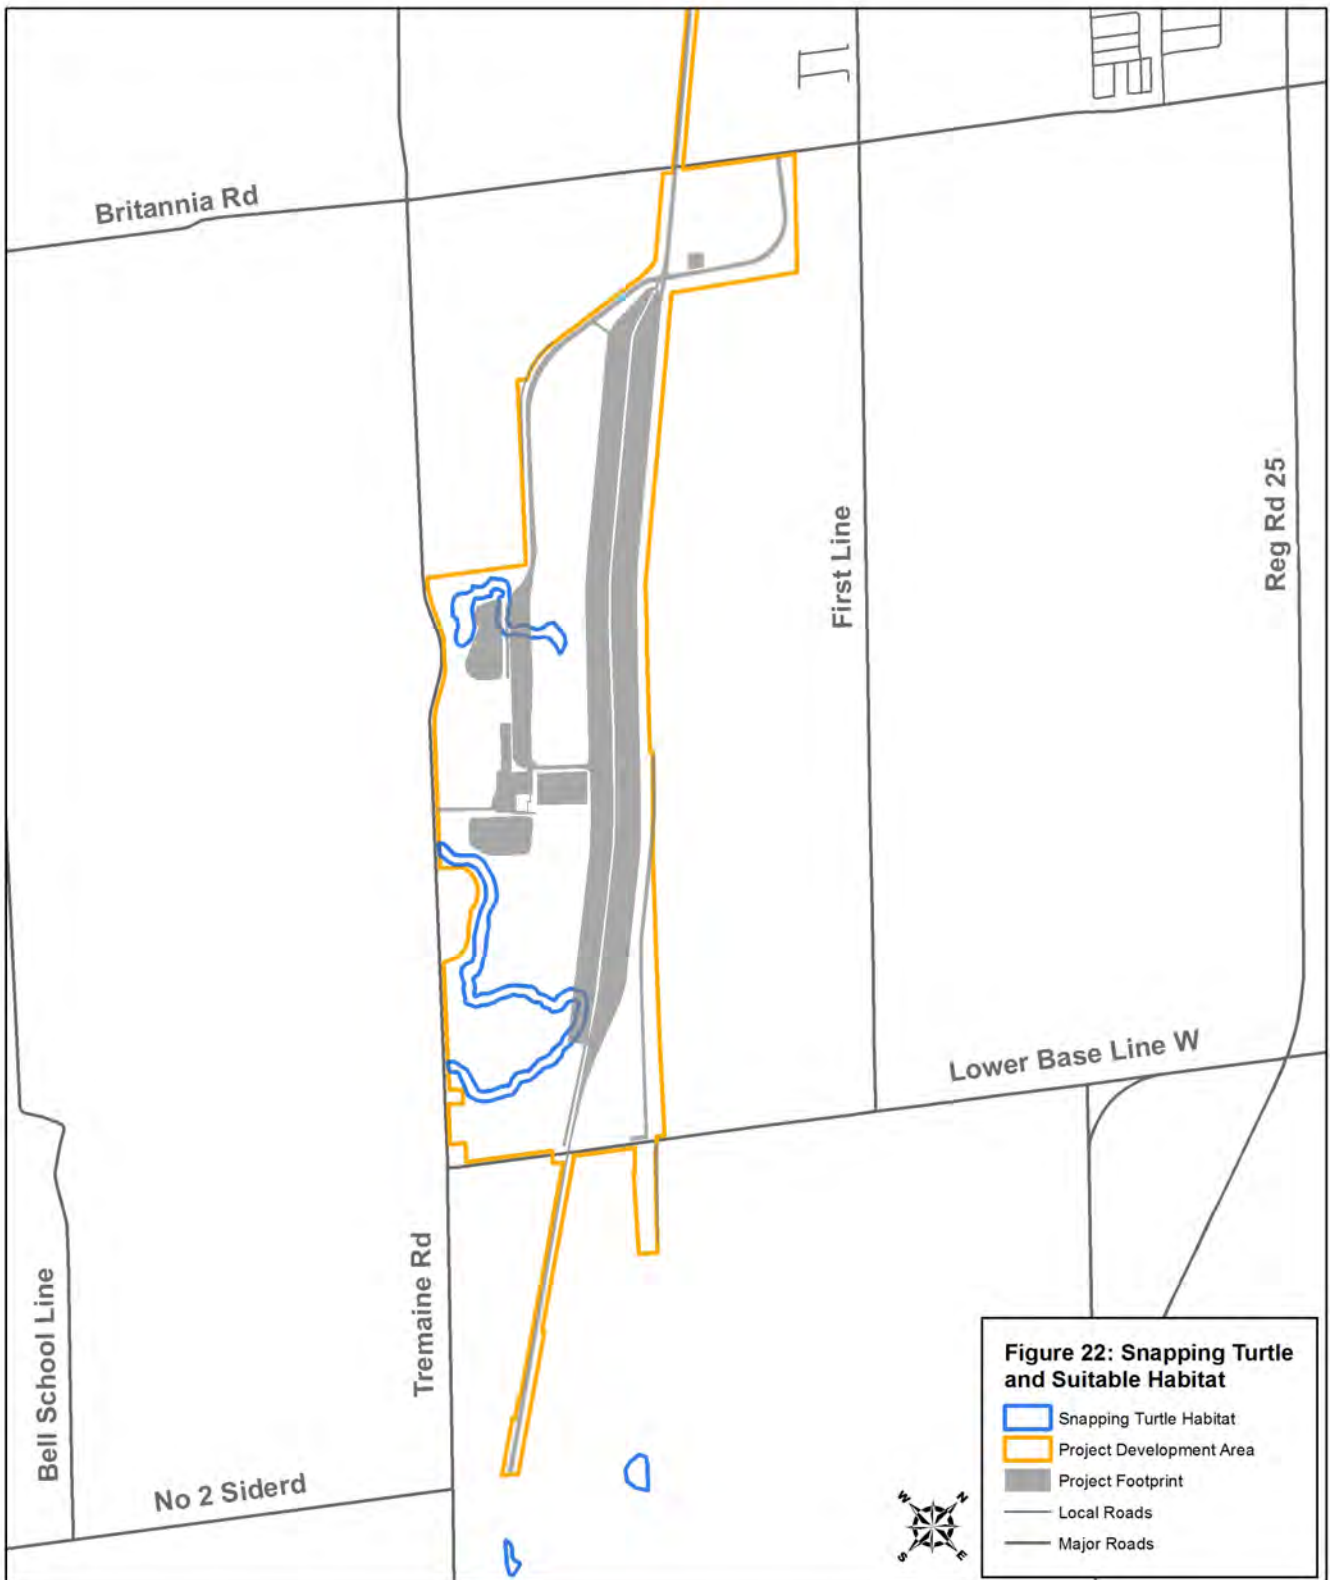 Britannia Rd
First Line
Reg Rd 25
Lower Base Line W
Tremaine Rd
Bell School Line
No 2 Siderd
W
N
S
E
Figure 22: Snapping Turtle
and Suitable Habitat
Snapping Turtle Habitat
Project Development Area
Project Footprint
Local Roads
Major Roads